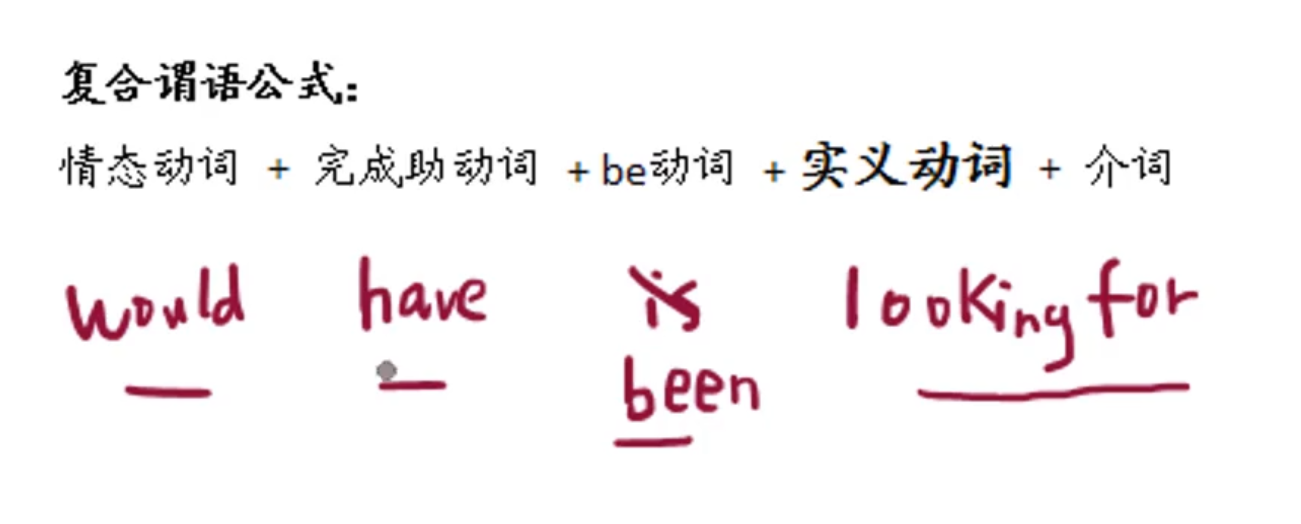 复合谓语公式：
情态动词 + 完成助动词 + be动词 + 实义动词 + 介词
would have is looking for
been